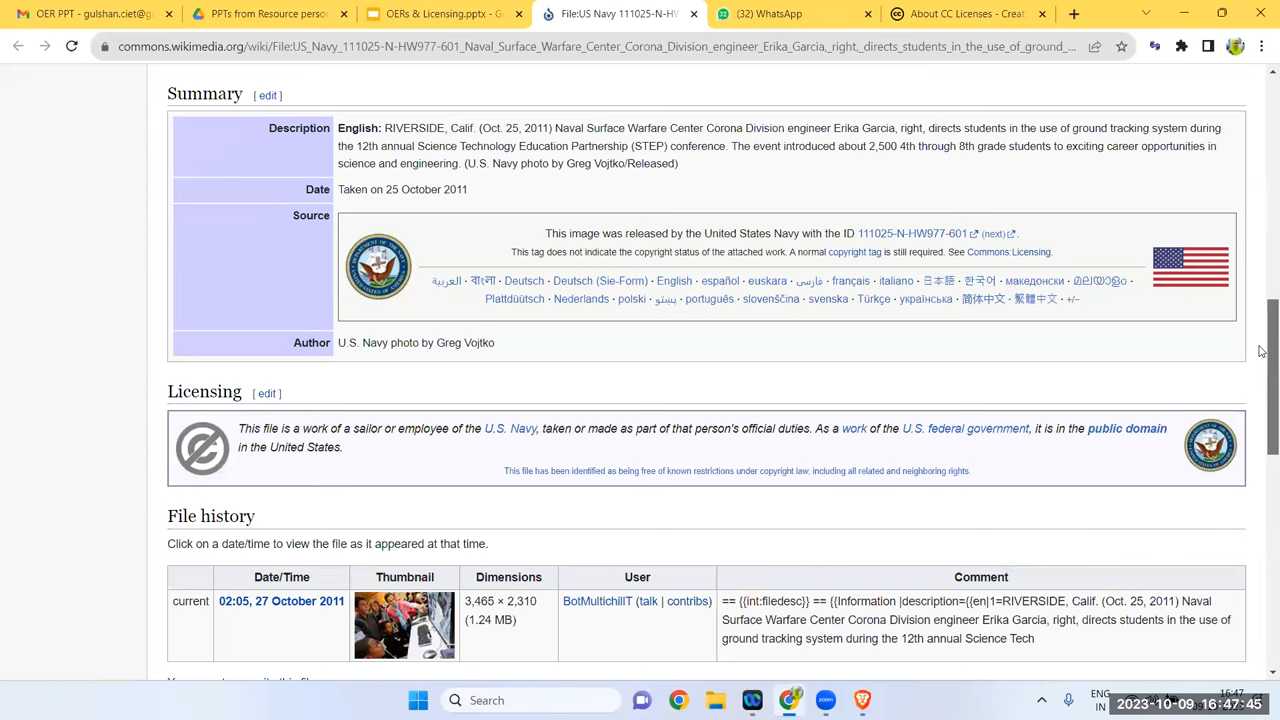 OER PPT - gulshan.ciet@g
PPTs from Resource person
OERs & Licensing.pptx - G
File:US Navy 111025-N-HW
(32) WhatsApp
About CC Licenses - Creat
commons.wikimedia.org/wiki/File:US_Navy_111025-N-HW977-601_Naval_Surface_Warfare_Center_Corona_Division_engineer_Erika_Garcia,_right,_directs_students_in_the_use_of_ground_...
Summary [ edit ]
Description English: RIVERSIDE, Calif. (Oct. 25, 2011) Naval Surface Warfare Center Corona Division engineer Erika Garcia, right, directs students in the use of ground tracking system during
the 12th annual Science Technology Education Partnership (STEP) conference. The event introduced about 2,500 4th through 8th grade students to exciting career opportunities in
science and engineering. (U.S. Navy photo by Greg Vojtko/Released)
Date Taken on 25 October 2011
Source
This image was released by the United States Navy with the ID 111025-N-HW977-601 (next).
This tag does not indicate the copyright status of the attached work. A normal copyright tag is still required. See Commons:Licensing.
العربية · বাংলা · Deutsch · Deutsch (Sie-Form) · English · español · euskara · فارسی · français · italiano · 日本語 · 한국어 · македонски · മലയാളം ·
Plattdüütsch · Nederlands · polski · پښتو · português · slovenščina · svenska · Türkçe · українська · 简体中文 · 繁體中文 · +/−
Author U.S. Navy photo by Greg Vojtko
Licensing [ edit ]
This file is a work of a sailor or employee of the U.S. Navy, taken or made as part of that person's official duties. As a work of the U.S. federal government, it is in the public domain
in the United States.
This file has been identified as being free of known restrictions under copyright law, including all related and neighboring rights.
File history
Click on a date/time to view the file as it appeared at that time.
Date/Time Thumbnail Dimensions User Comment
current 02:05, 27 October 2011 3,465 × 2,310 BotMultichillT (talk | contribs) == {{int:filedesc}} == {{Information |description={{en|1=RIVERSIDE, Calif. (Oct. 25, 2011) Naval
(1.24 MB) Surface Warfare Center Corona Division engineer Erika Garcia, right, directs students in the use of
ground tracking system during the 12th annual Science Tech
Search
ENG
IN
16:47
2023-10-09 16:47:45